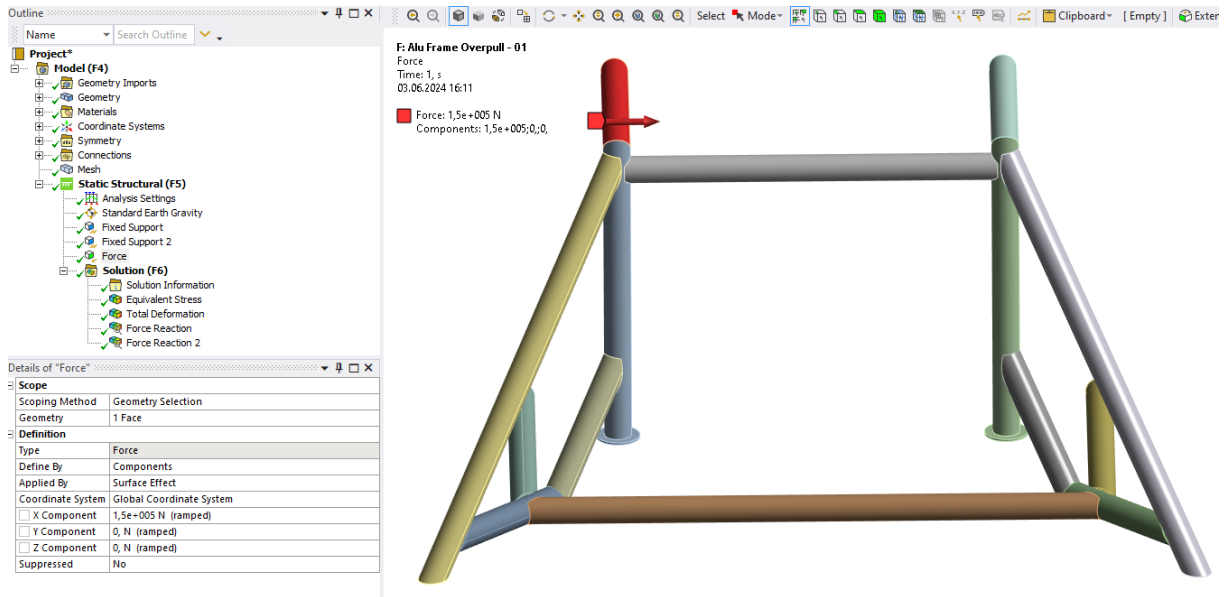 Outline
Name
Search Outline
Project*
Model (F4)
Geometry Imports
Geometry
Materials
Coordinate Systems
Symmetry
Connections
Mesh
Static Structural (F5)
Analysis Settings
Standard Earth Gravity
Fixed Support
Fixed Support 2
Force
Solution (F6)
Solution Information
Equivalent Stress
Total Deformation
Force Reaction
Force Reaction 2
Details of "Force"
Scope
Scoping Method Geometry Selection
Geometry 1 Face
Definition
Type Force
Define By Components
Applied By Surface Effect
Coordinate System Global Coordinate System
X Component 1,5e+005 N (ramped)
Y Component 0, N (ramped)
Z Component 0, N (ramped)
Suppressed No
Select Mode Clipboard [ Empty ] Exten
F: Alu Frame Overpull - 01
Force
Time: 1, s
03.06.2024 16:11
Force: 1,5e+005 N
Components: 1,5e+005;0,;0,